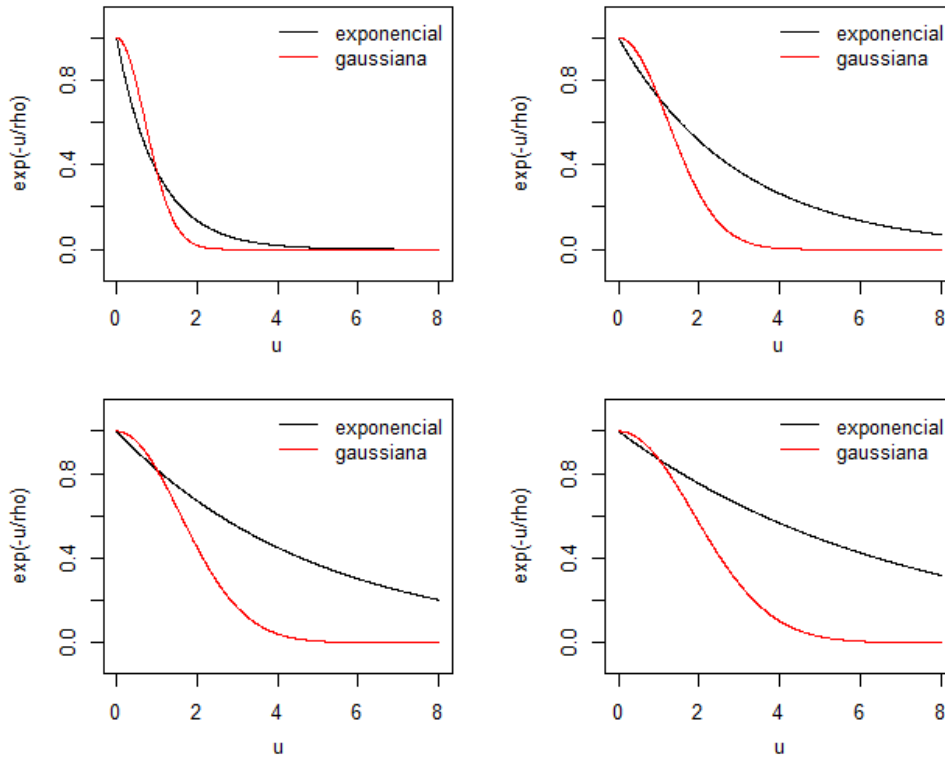 exponencial
gaussiana
exp(-u/rho)
0.0 0.4 0.8
0 2 4 6 8
u
exponencial
gaussiana
exp(-u/rho)
0.0 0.4 0.8
0 2 4 6 8
u
exponencial
gaussiana
exp(-u/rho)
0.0 0.4 0.8
0 2 4 6 8
u
exponencial
gaussiana
exp(-u/rho)
0.0 0.4 0.8
0 2 4 6 8
u